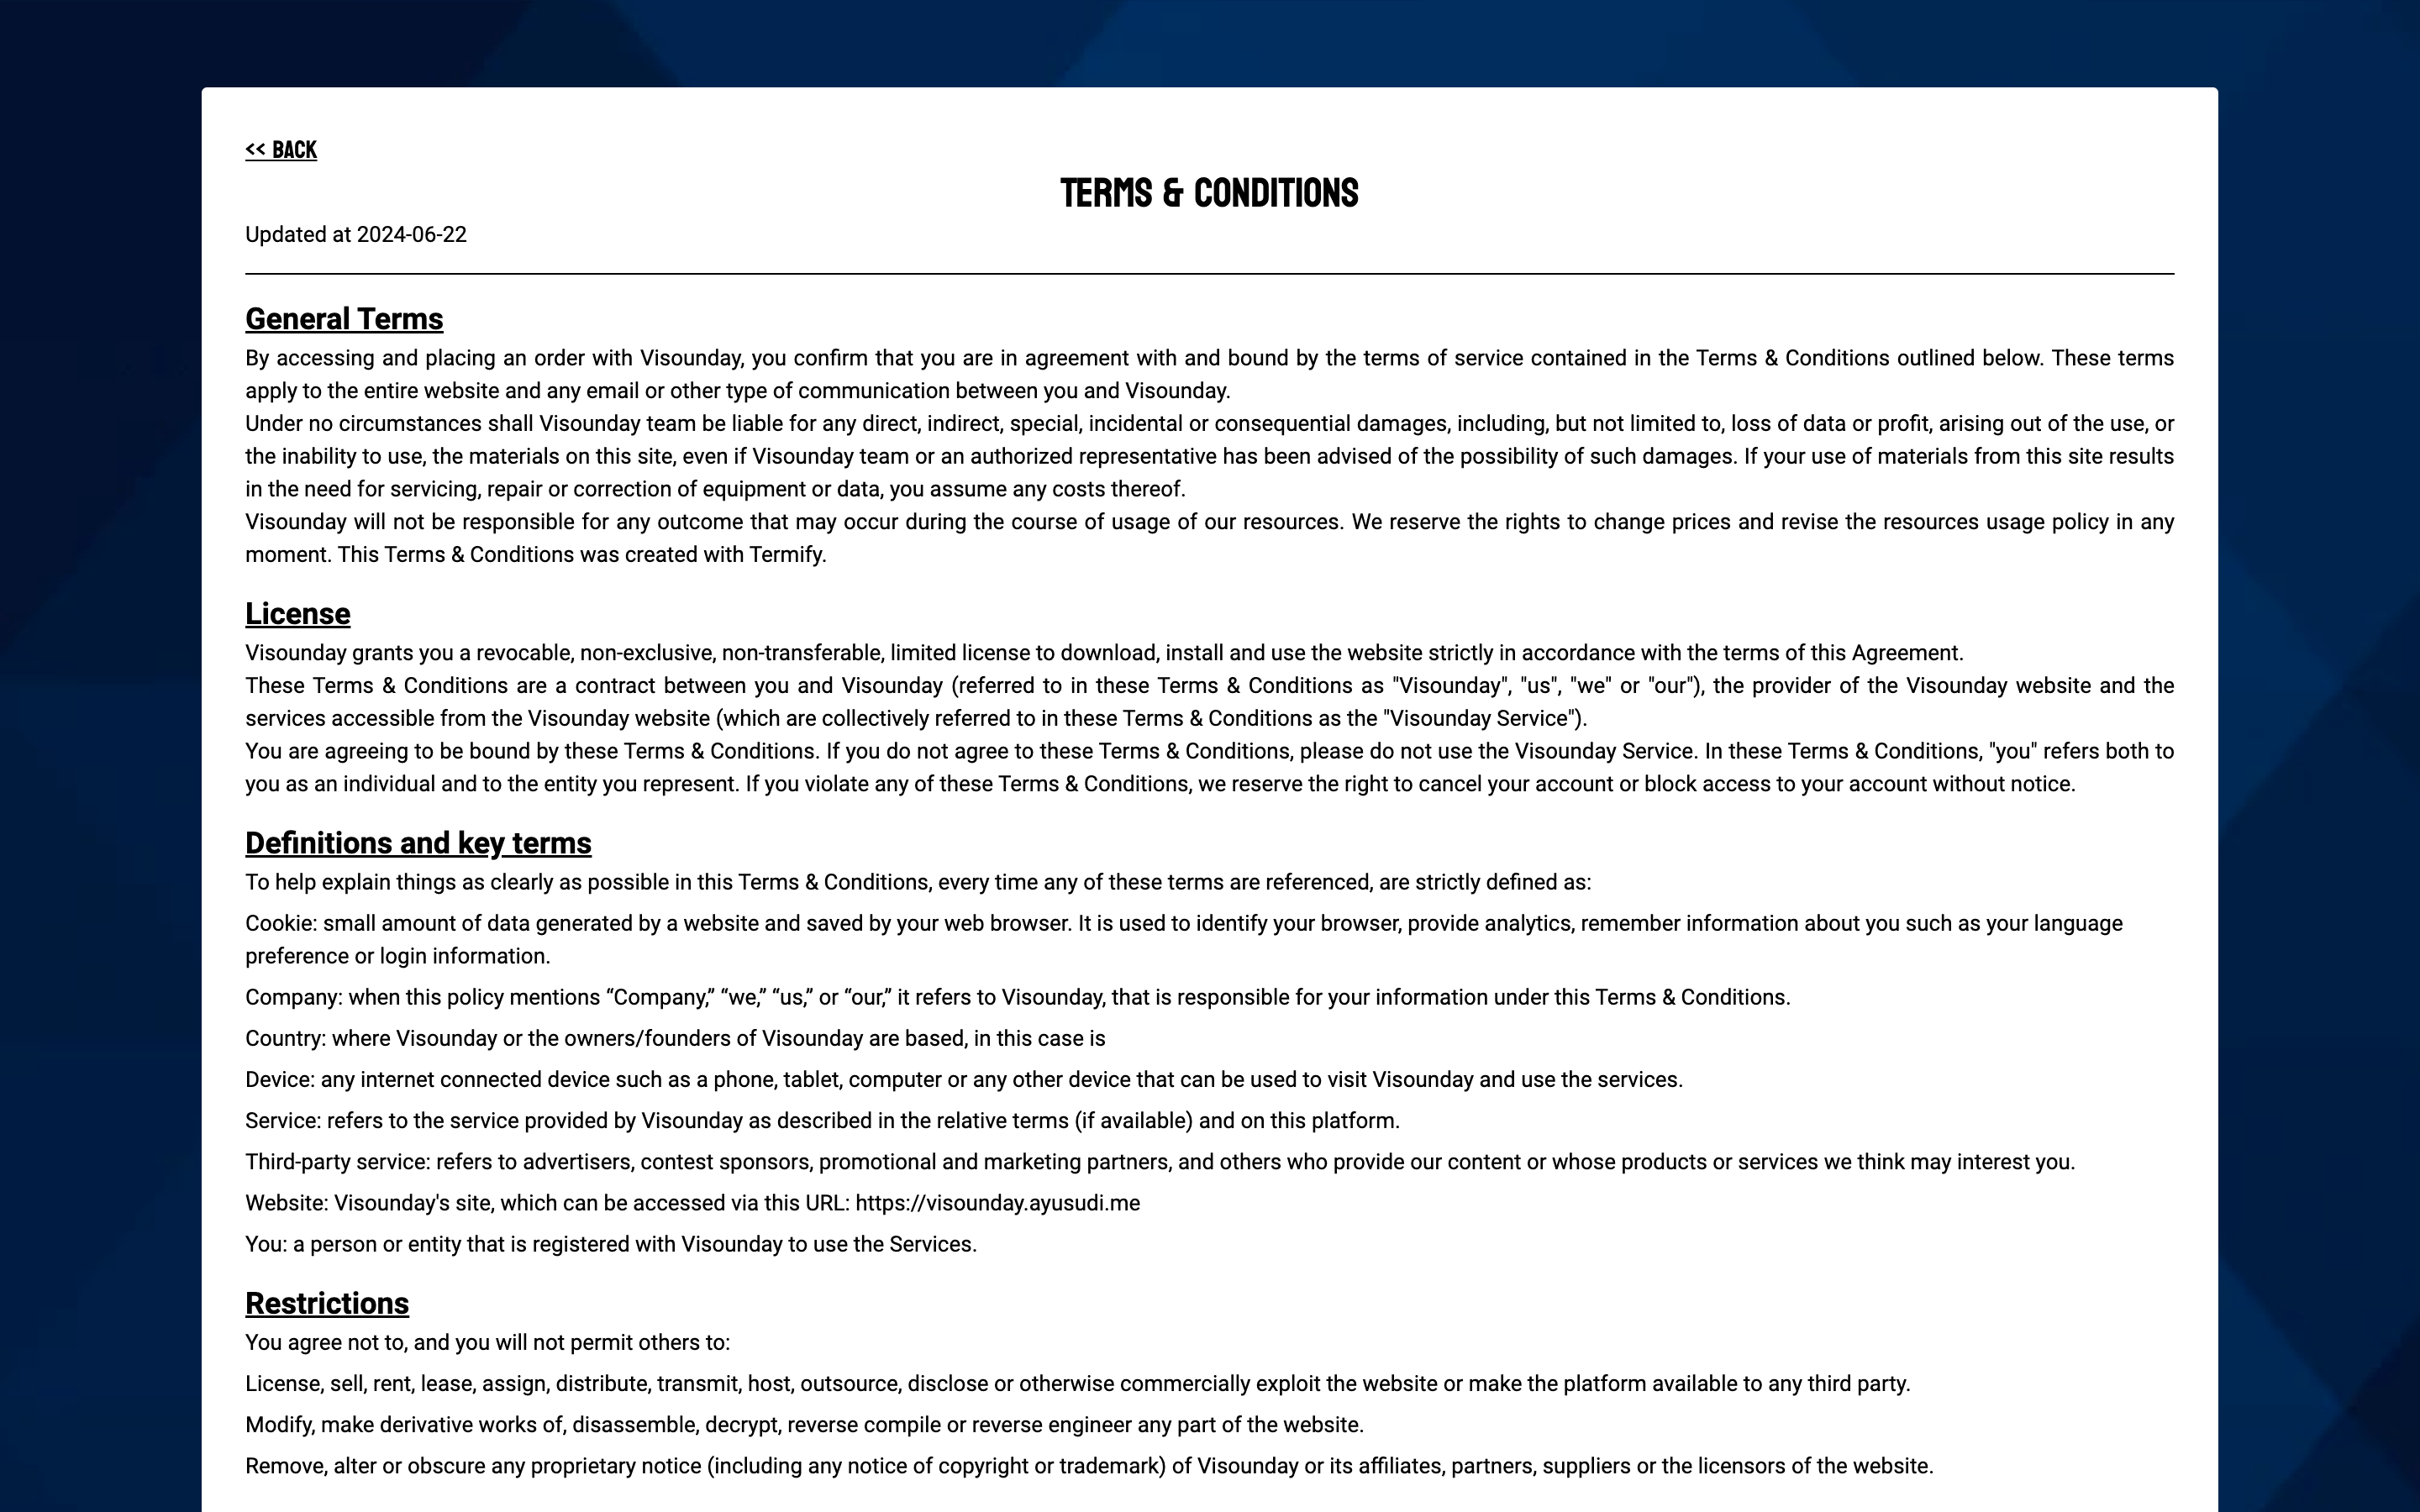 << BACK
TERMS & CONDITIONS
Updated at 2024-06-22
General Terms
By accessing and placing an order with Visounday, you confirm that you are in agreement with and bound by the terms of service contained in the Terms & Conditions outlined below. These terms
apply to the entire website and any email or other type of communication between you and Visounday.
Under no circumstances shall Visounday team be liable for any direct, indirect, special, incidental or consequential damages, including, but not limited to, loss of data or profit, arising out of the use, or
the inability to use, the materials on this site, even if Visounday team or an authorized representative has been advised of the possibility of such damages. If your use of materials from this site results
in the need for servicing, repair or correction of equipment or data, you assume any costs thereof.
Visounday will not be responsible for any outcome that may occur during the course of usage of our resources. We reserve the rights to change prices and revise the resources usage policy in any
moment. This Terms & Conditions was created with Termify.
License
Visounday grants you a revocable, non-exclusive, non-transferable, limited license to download, install and use the website strictly in accordance with the terms of this Agreement.
These Terms & Conditions are a contract between you and Visounday (referred to in these Terms & Conditions as "Visounday", "us", "we" or "our"), the provider of the Visounday website and the
services accessible from the Visounday website (which are collectively referred to in these Terms & Conditions as the "Visounday Service").
You are agreeing to be bound by these Terms & Conditions. If you do not agree to these Terms & Conditions, please do not use the Visounday Service. In these Terms & Conditions, "you" refers both to
you as an individual and to the entity you represent. If you violate any of these Terms & Conditions, we reserve the right to cancel your account or block access to your account without notice.
Definitions and key terms
To help explain things as clearly as possible in this Terms & Conditions, every time any of these terms are referenced, are strictly defined as:
Cookie: small amount of data generated by a website and saved by your web browser. It is used to identify your browser, provide analytics, remember information about you such as your language
preference or login information.
Company: when this policy mentions “Company,” “we,” “us,” or “our,” it refers to Visounday, that is responsible for your information under this Terms & Conditions.
Country: where Visounday or the owners/founders of Visounday are based, in this case is
Device: any internet connected device such as a phone, tablet, computer or any other device that can be used to visit Visounday and use the services.
Service: refers to the service provided by Visounday as described in the relative terms (if available) and on this platform.
Third-party service: refers to advertisers, contest sponsors, promotional and marketing partners, and others who provide our content or whose products or services we think may interest you.
Website: Visounday's site, which can be accessed via this URL: https://visounday.ayusudi.me
You: a person or entity that is registered with Visounday to use the Services.
Restrictions
You agree not to, and you will not permit others to:
License, sell, rent, lease, assign, distribute, transmit, host, outsource, disclose or otherwise commercially exploit the website or make the platform available to any third party.
Modify, make derivative works of, disassemble, decrypt, reverse compile or reverse engineer any part of the website.
Remove, alter or obscure any proprietary notice (including any notice of copyright or trademark) of Visounday or its affiliates, partners, suppliers or the licensors of the website.